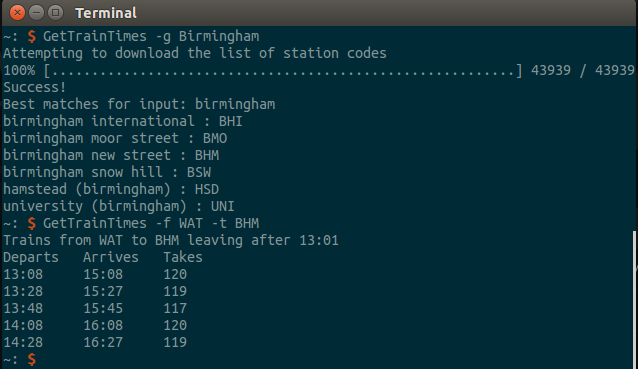 Terminal
~: $ GetTrainTimes -g Birmingham
Attempting to download the list of station codes
100% [..........................................................] 43939 / 43939
Success!
Best matches for input: birmingham
birmingham international : BHI
birmingham moor street : BMO
birmingham new street : BHM
birmingham snow hill : BSW
hamstead (birmingham) : HSD
university (birmingham) : UNI
~: $ GetTrainTimes -f WAT -t BHM
Trains from WAT to BHM leaving after 13:01
Departs   Arrives   Takes
13:08     15:08     120
13:28     15:27     119
13:48     15:45     117
14:08     16:08     120
14:28     16:27     119
~: $